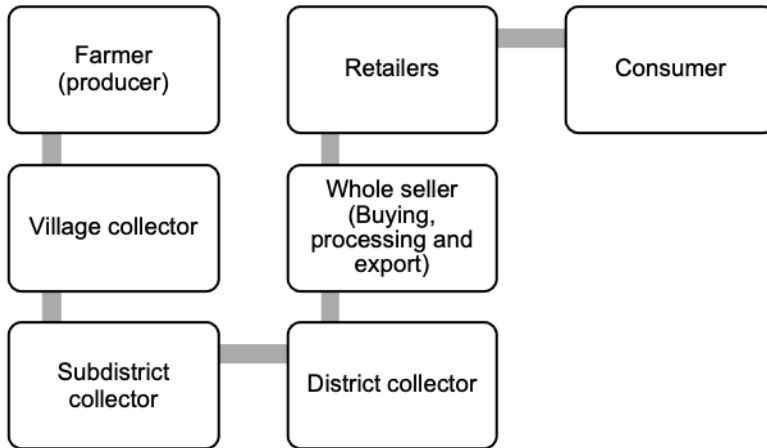 Farmer
(producer)
Village collector
Subdistrict
collector
District collector
Whole seller
(Buying,
processing and
export)
Retailers
Consumer